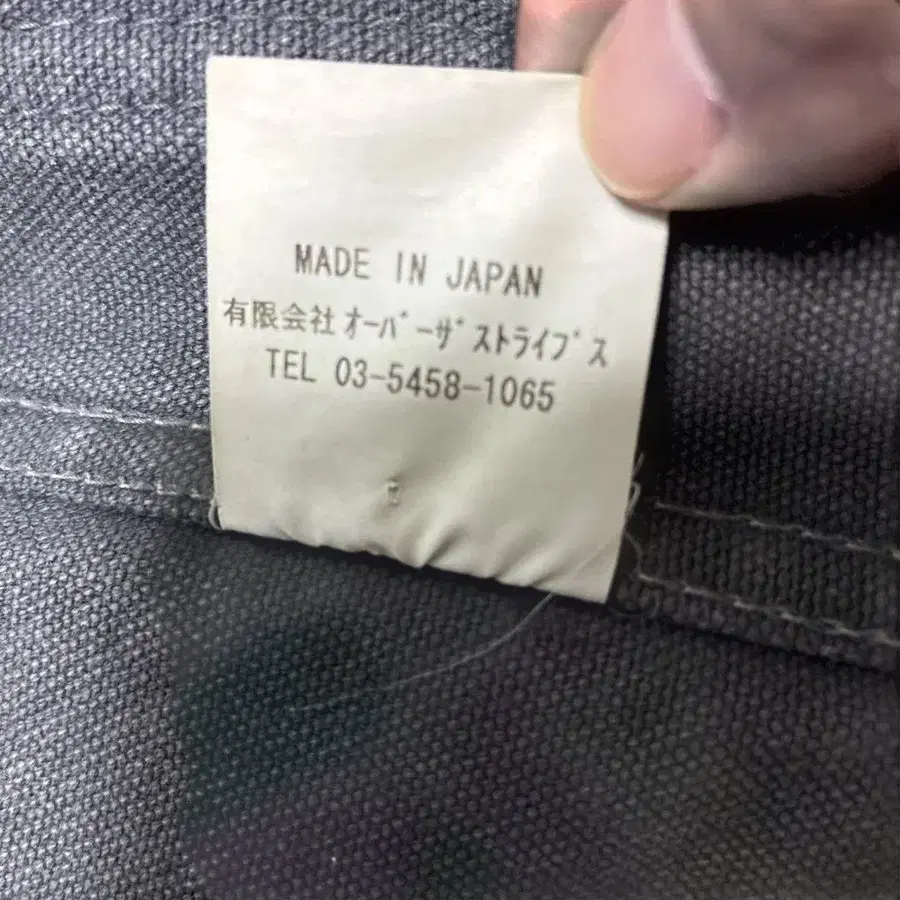 MADE IN JAPAN
有限会社 ｵｰﾊﾞｰｻﾞｽﾄﾗｲﾌﾟｽ
TEL 03-5458-1065